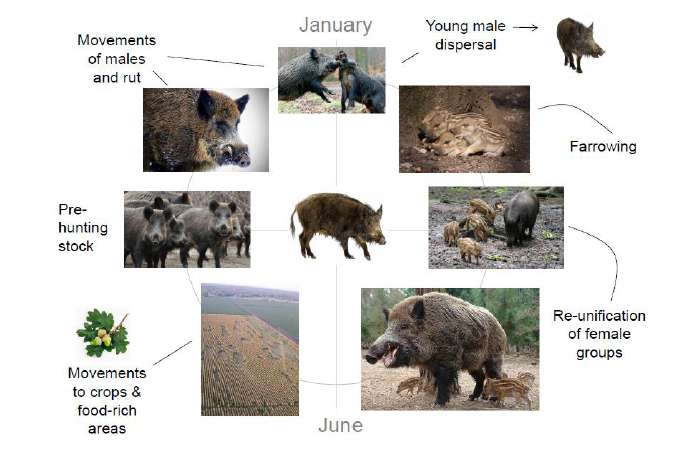 January
Young male
dispersal
Movements
of males
and rut
Farrowing
Pre-
hunting
stock
Re-unification
of female
groups
Movements
to crops &
food-rich
areas
June